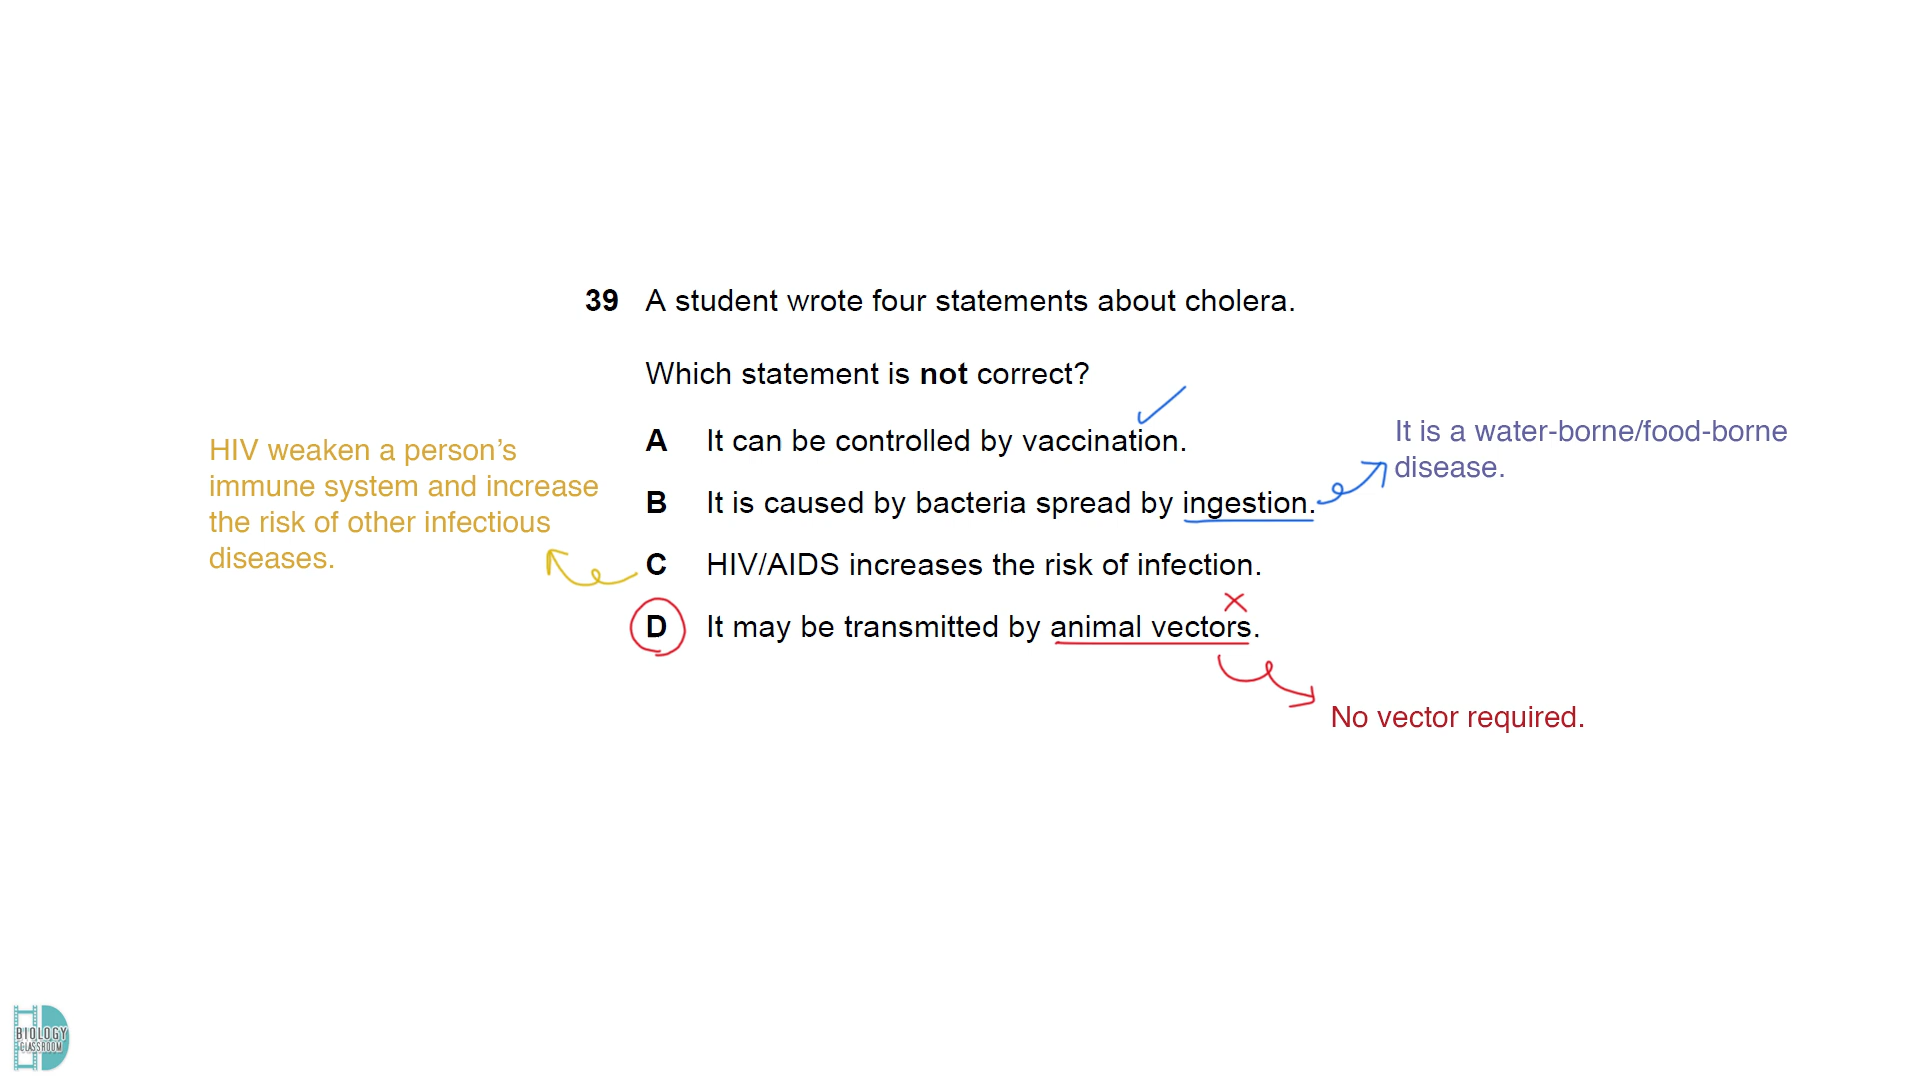 39 A student wrote four statements about cholera.
Which statement is not correct?
A It can be controlled by vaccination.
B It is caused by bacteria spread by ingestion.
C HIV/AIDS increases the risk of infection.
D It may be transmitted by animal vectors.
It is a water-borne/food-borne
disease.
HIV weaken a person's
immune system and increase
the risk of other infectious
diseases.
No vector required.
BIOLOGY
CLASSROOM